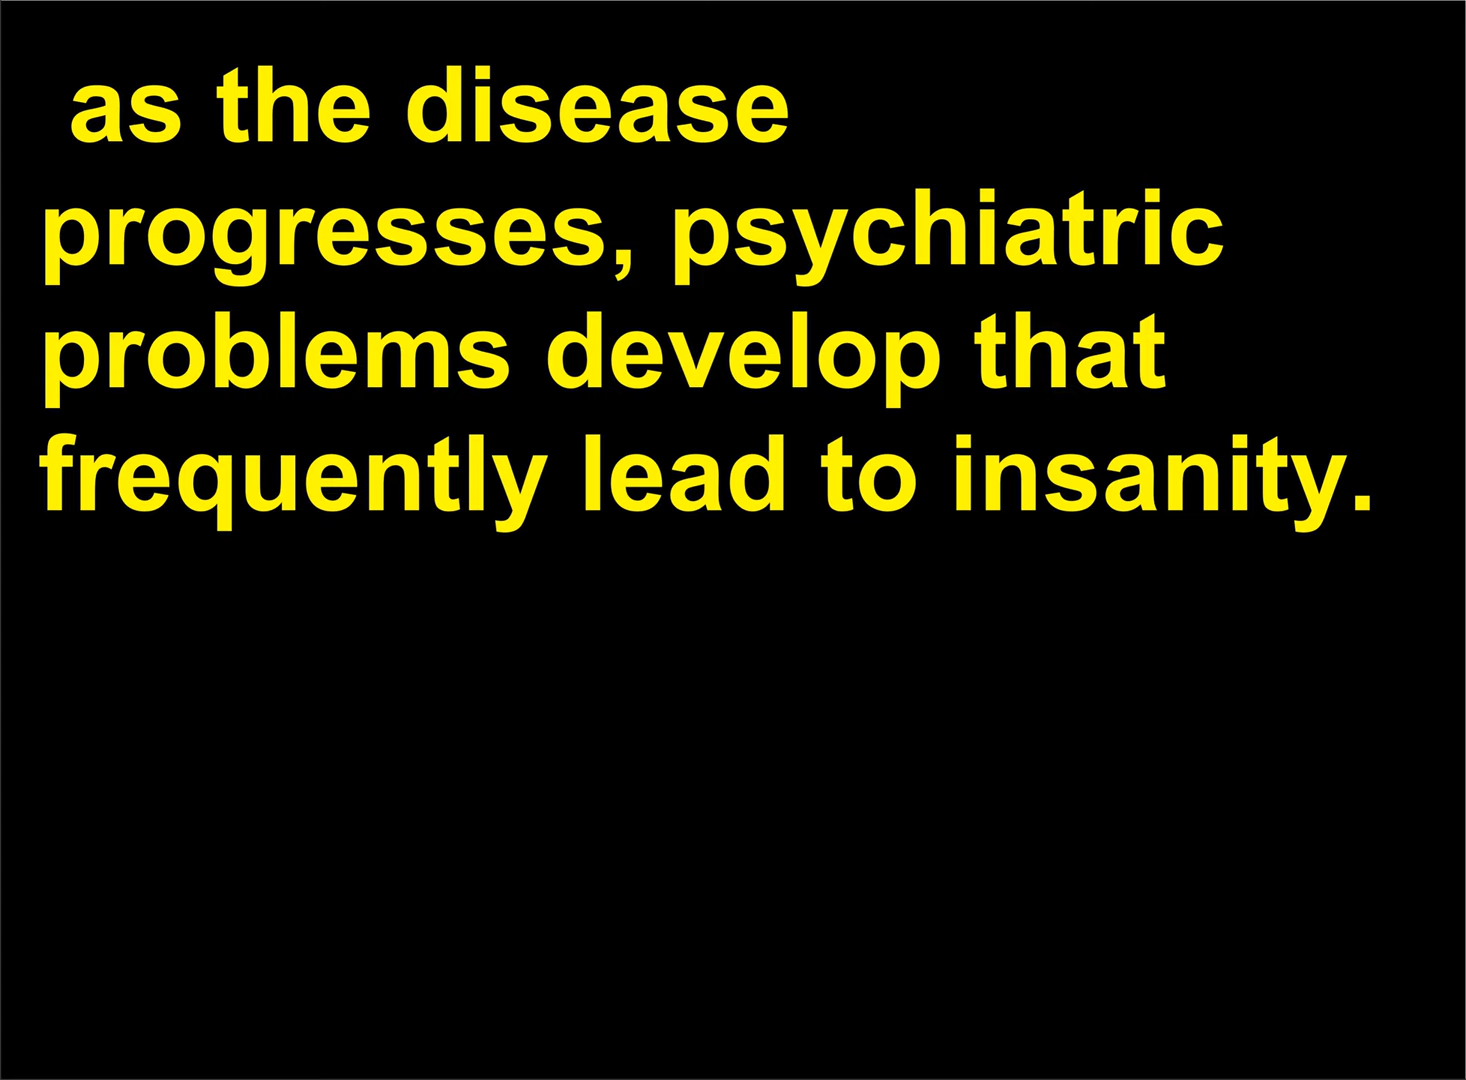 as the disease
progresses, psychiatric
problems develop that
frequently lead to insanity.